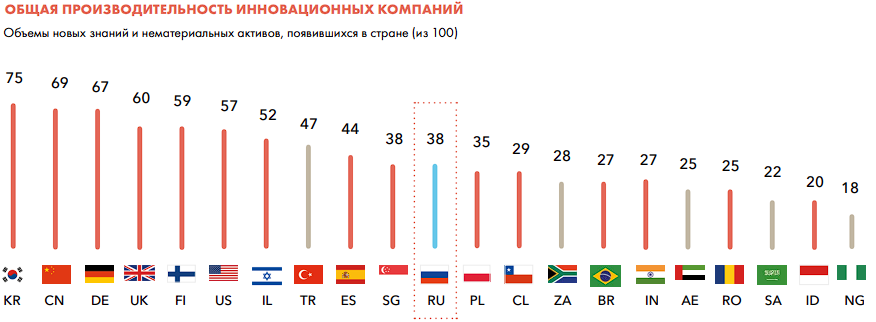 ОБЩАЯ ПРОИЗВОДИТЕЛЬНОСТЬ ИННОВАЦИОННЫХ КОМПАНИЙ
Объемы новых знаний и нематериальных активов, появившихся в стране (из 100)
75 69 67 60 59 57 52 47 44 38 38 35 29 28 27 27 25 25 22 20 18
KR CN DE UK FI US IL TR ES SG RU PL CL ZA BR IN AE RO SA ID NG